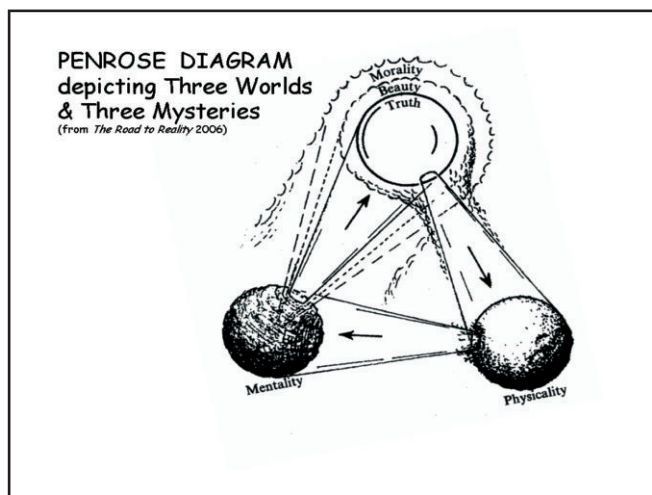 PENROSE DIAGRAM
depicting Three Worlds
& Three Mysteries
(from The Road to Reality 2006)
Morality
Beauty
Truth
Mentality
Physicality